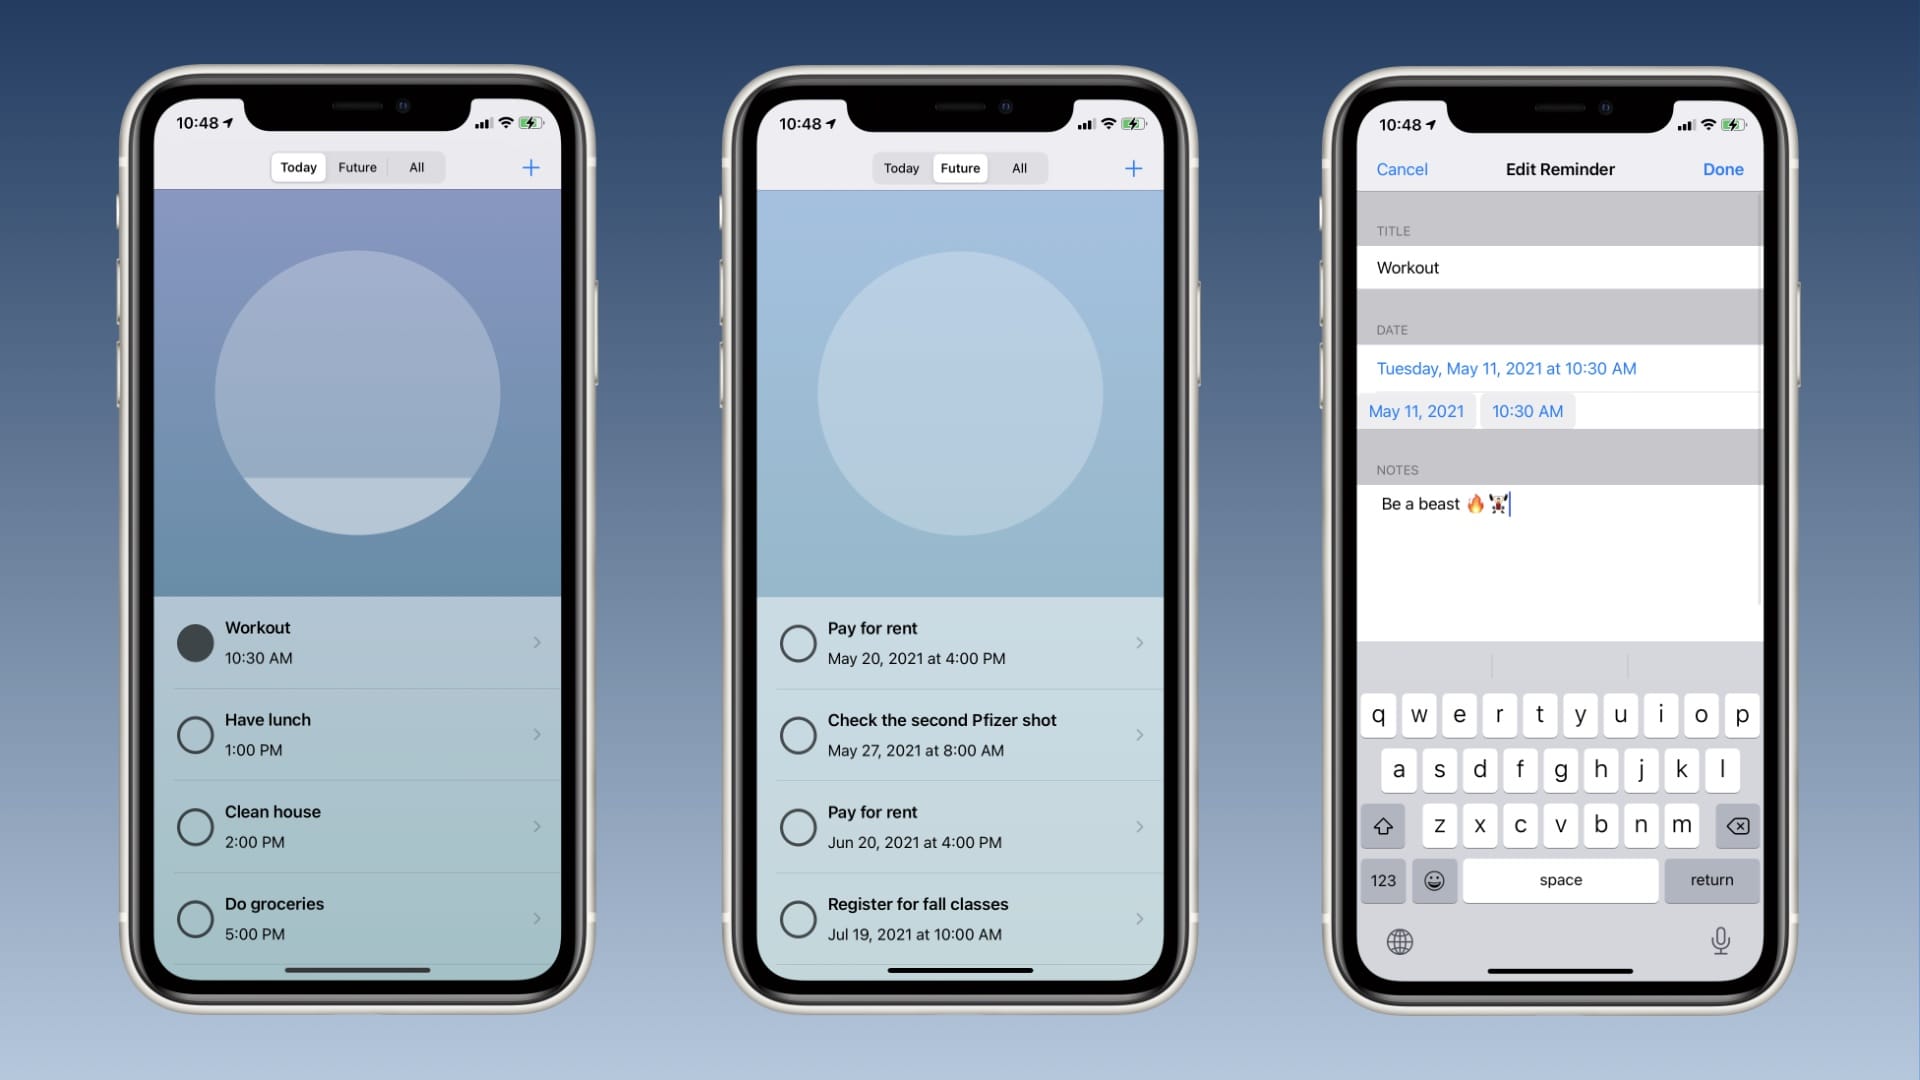 10:48
Today Future All +
Workout
10:30 AM
Have lunch
1:00 PM
Clean house
2:00 PM
Do groceries
5:00 PM
10:48
Today Future All +
Pay for rent
May 20, 2021 at 4:00 PM
Check the second Pfizer shot
May 27, 2021 at 8:00 AM
Pay for rent
Jun 20, 2021 at 4:00 PM
Register for fall classes
Jul 19, 2021 at 10:00 AM
10:48
Cancel Edit Reminder Done
TITLE
Workout
DATE
Tuesday, May 11, 2021 at 10:30 AM
May 11, 2021 10:30 AM
NOTES
Be a beast 🔥🏋
q w e r t y u i o p
a s d f g h j k l
z x c v b n m
123 space return